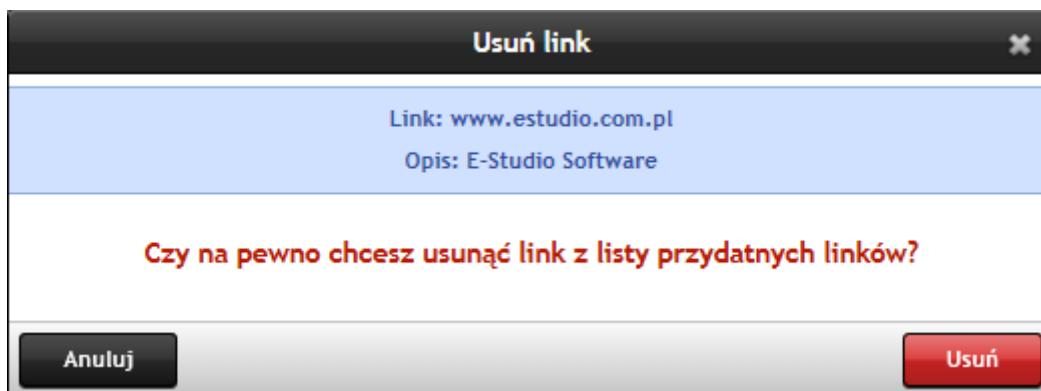 Usuń link
Link: www.estudio.com.pl
Opis: E-Studio Software
Czy na pewno chcesz usunąć link z listy przydatnych linków?
Anuluj
Usuń